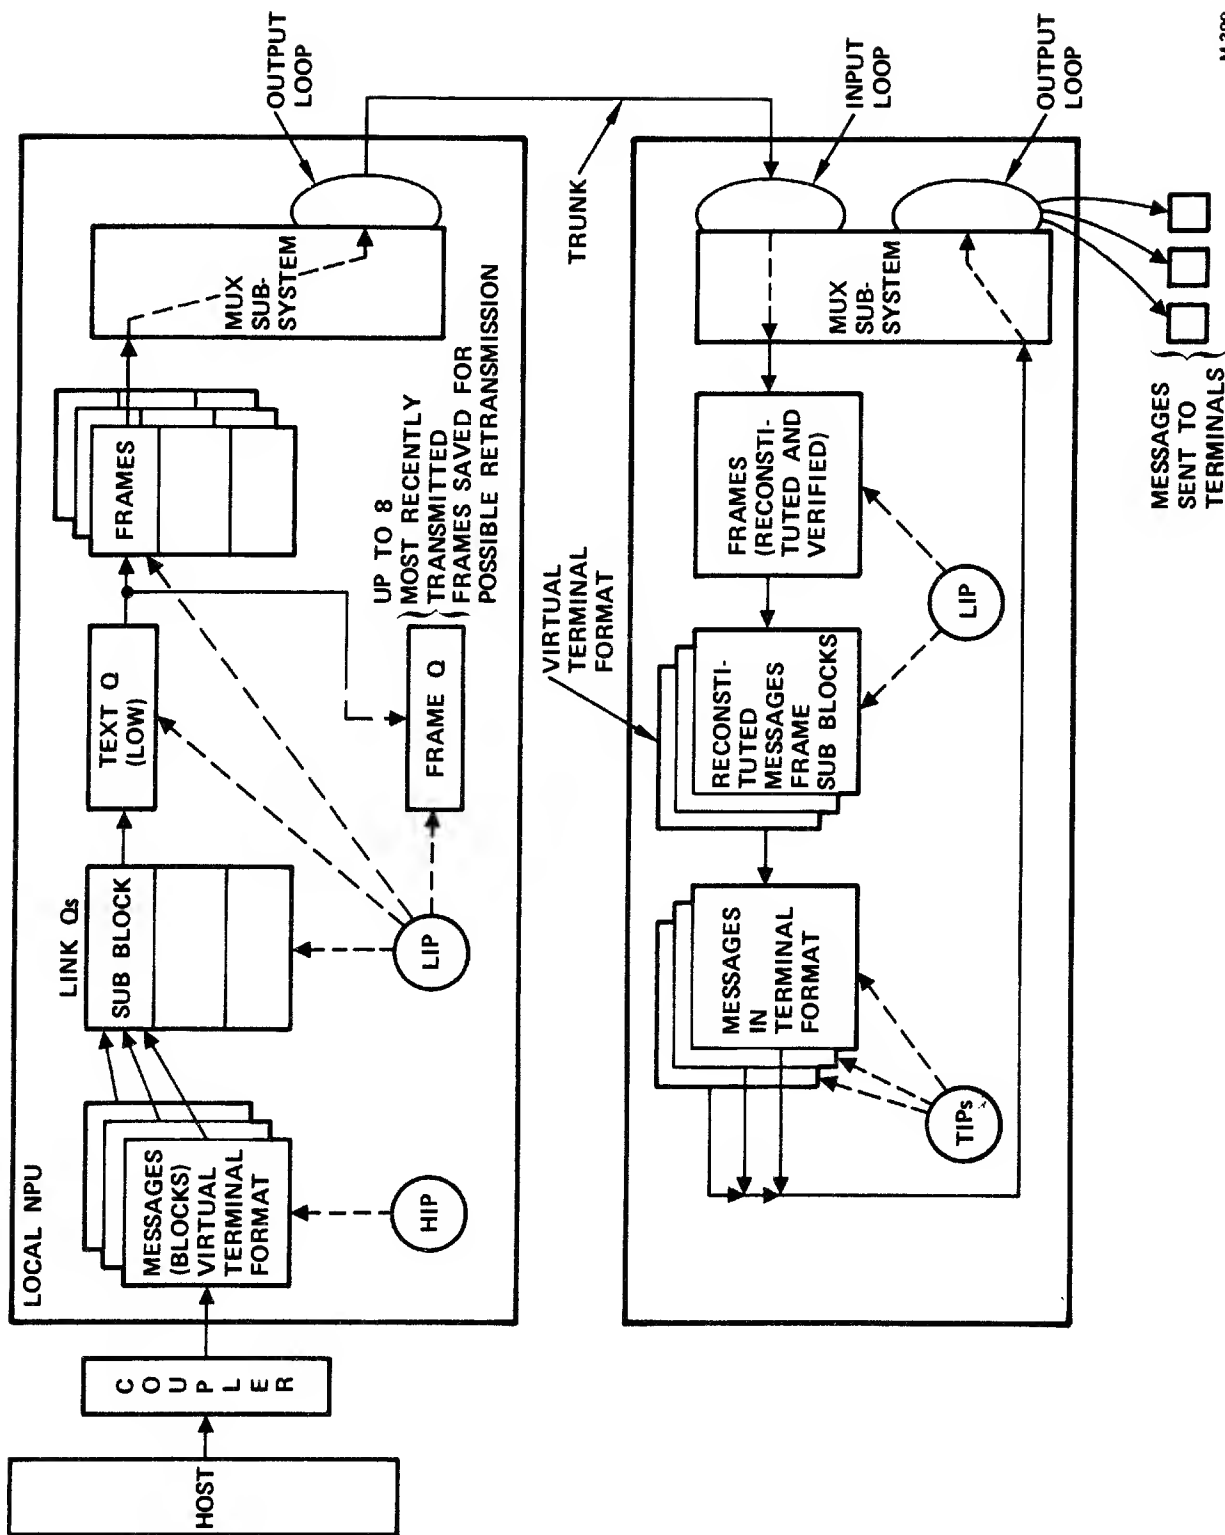 HOST
COUPLER
LOCAL NPU
MESSAGES
(BLOCKS)
VIRTUAL
TERMINAL
FORMAT
HIP
LINK Qs
SUB BLOCK
LIP
TEXT Q
(LOW)
FRAME Q
UP TO 8
MOST RECENTLY
TRANSMITTED
FRAMES SAVED FOR
POSSIBLE RETRANSMISSION
FRAMES
MUX
SUB-
SYSTEM
OUTPUT
LOOP
TRUNK
INPUT
LOOP
OUTPUT
LOOP
MUX
SUB-
SYSTEM
FRAMES
(RECONSTI-
TUTED AND
VERIFIED)
LIP
VIRTUAL
TERMINAL
FORMAT
RECONSTI-
TUTED
MESSAGES
FRAME
SUB BLOCKS
MESSAGES
IN
TERMINAL
FORMAT
TIPs
MESSAGES
SENT TO
TERMINALS